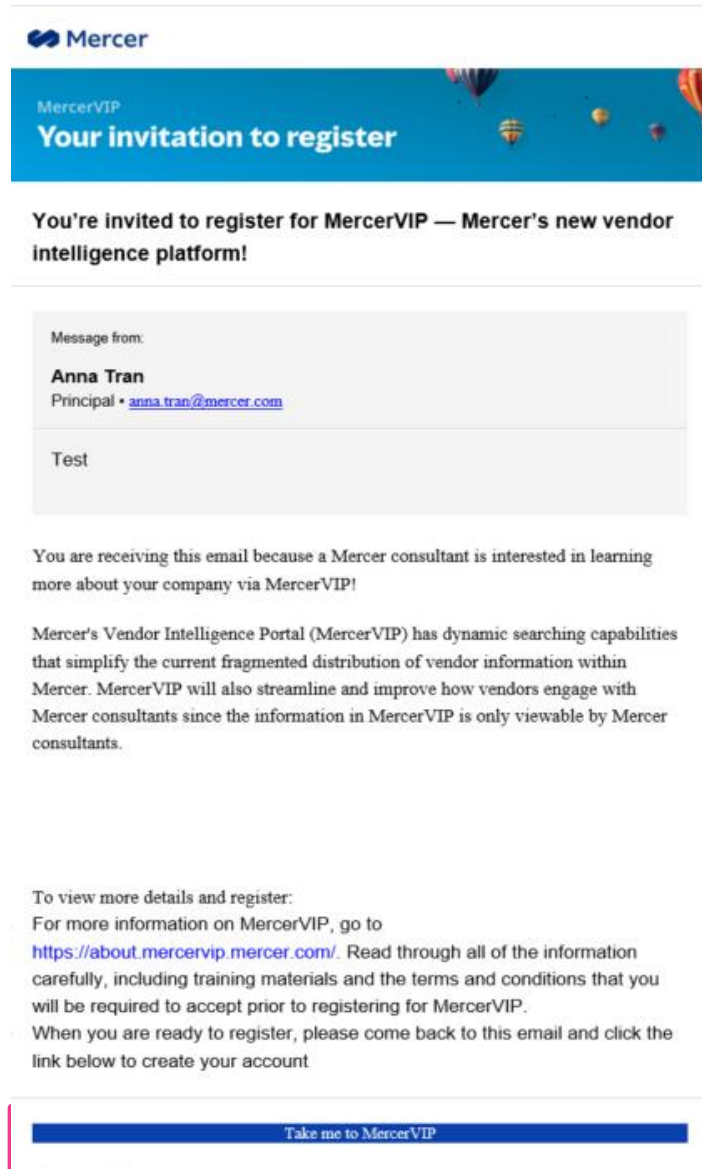 Mercer
MercerVIP
Your invitation to register
You're invited to register for MercerVIP — Mercer's new vendor
intelligence platform!
Message from:
Anna Tran
Principal • anna.tran@mercer.com
Test
You are receiving this email because a Mercer consultant is interested in learning
more about your company via MercerVIP!
Mercer's Vendor Intelligence Portal (MercerVIP) has dynamic searching capabilities
that simplify the current fragmented distribution of vendor information within
Mercer. MercerVIP will also streamline and improve how vendors engage with
Mercer consultants since the information in MercerVIP is only viewable by Mercer
consultants.
To view more details and register:
For more information on MercerVIP, go to
https://about.mercervip.mercer.com/. Read through all of the information
carefully, including training materials and the terms and conditions that you
will be required to accept prior to registering for MercerVIP.
When you are ready to register, please come back to this email and click the
link below to create your account
Take me to MercerVIP